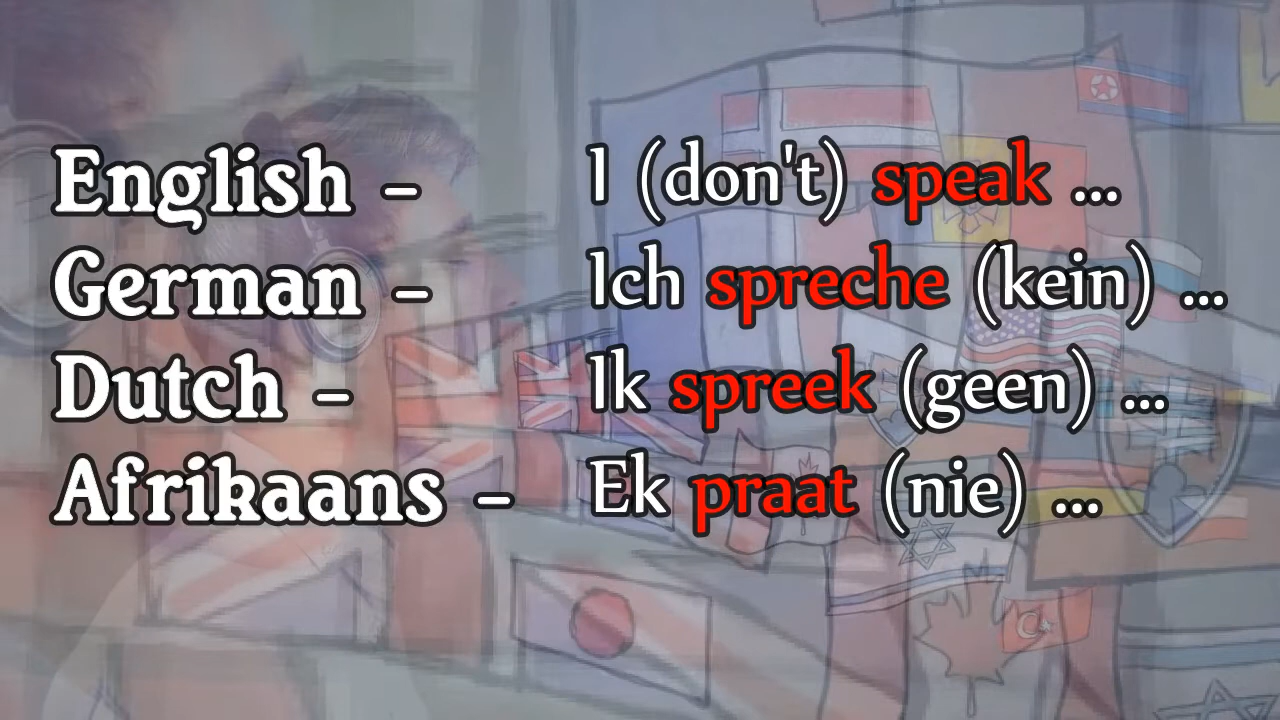 English - I (don't) speak ...
German - Ich spreche (kein) ...
Dutch - Ik spreek (geen) ...
Afrikaans - Ek praat (nie) ...